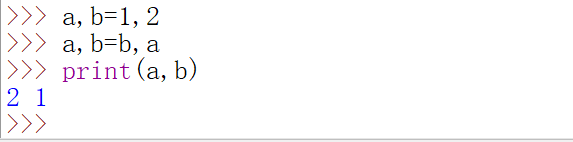 >>> a,b=1,2
>>> a,b=b,a
>>> print(a,b)
2 1
>>>